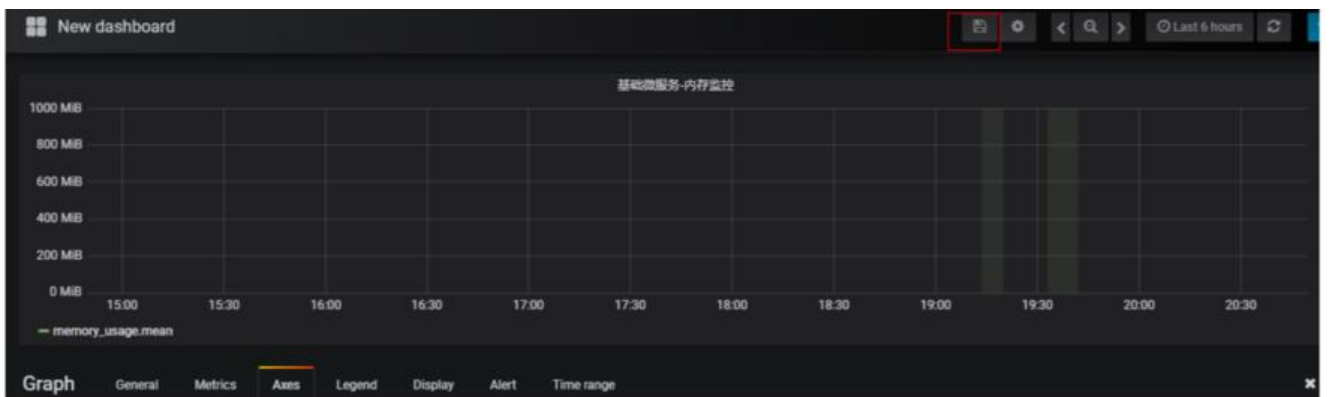 New dashboard
Last 6 hours
基础微服务-内存监控
1000 MiB
800 MiB
600 MiB
400 MiB
200 MiB
0 MiB
15:00 15:30 16:00 16:30 17:00 17:30 18:00 18:30 19:00 19:30 20:00 20:30
memory_usage.mean
Graph General Metrics Axes Legend Display Alert Time range